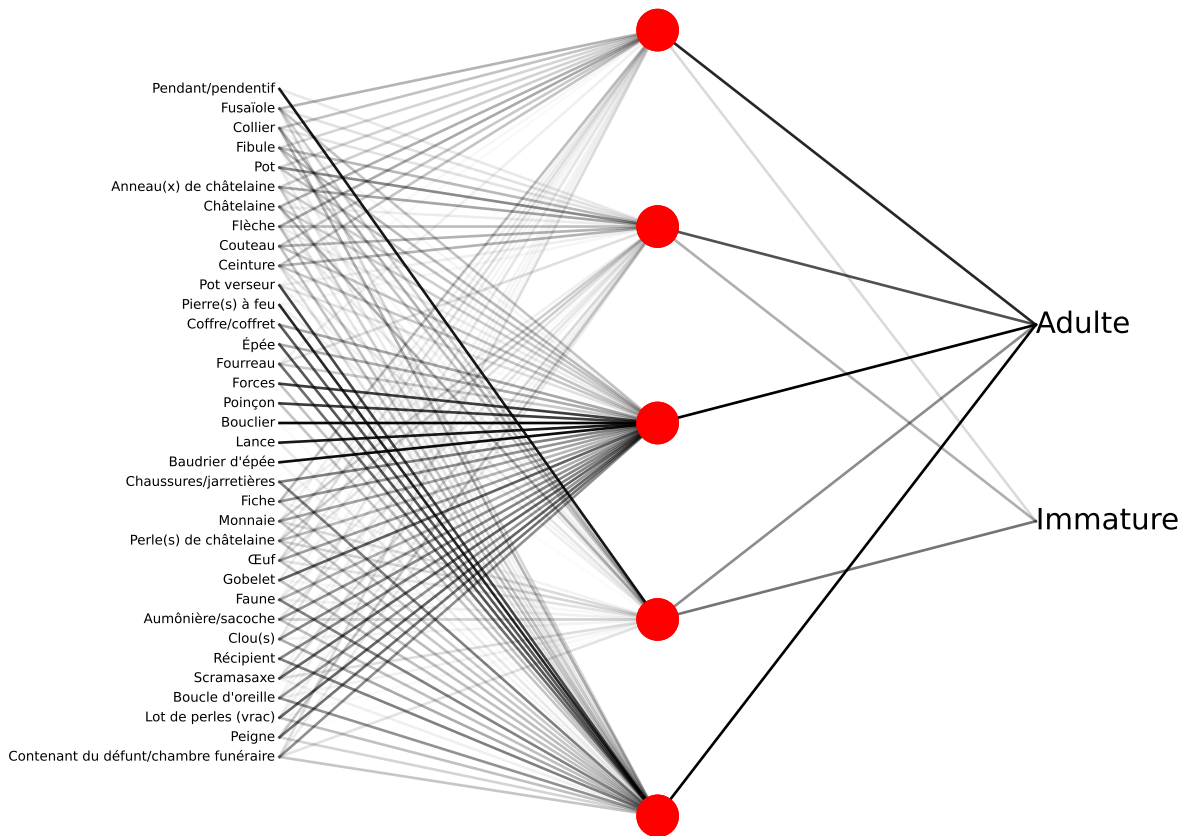 Pendant/pendentif
Fusaïole
Collier
Fibule
Pot
Anneau(x) de châtelaine
Châtelaine
Flèche
Couteau
Ceinture
Pot verseur
Pierre(s) à feu
Coffre/coffret
Épée
Fourreau
Forces
Poinçon
Bouclier
Lance
Baudrier d'épée
Chaussures/jarretières
Fiche
Monnaie
Perle(s) de châtelaine
Œuf
Gobelet
Faune
Aumônière/sacoche
Clou(s)
Récipient
Scramasaxe
Boucle d'oreille
Lot de perles (vrac)
Peigne
Contenant du défunt/chambre funéraire
Adulte
Immature